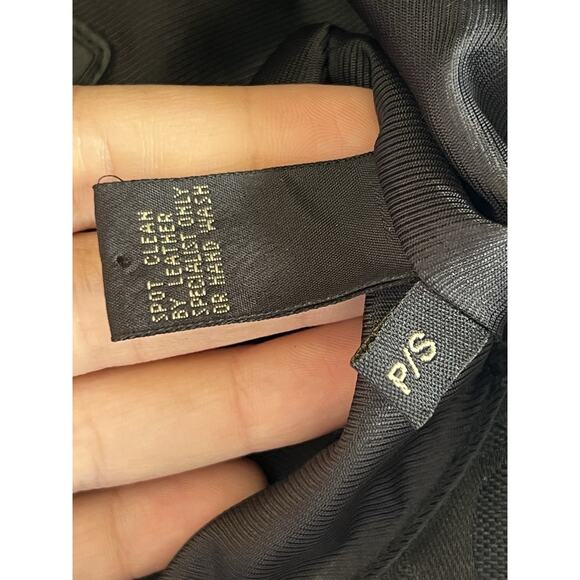 SPOT CLEAN
BY LEATHER
SPECIALIST ONLY
OR HAND WASH
P/S